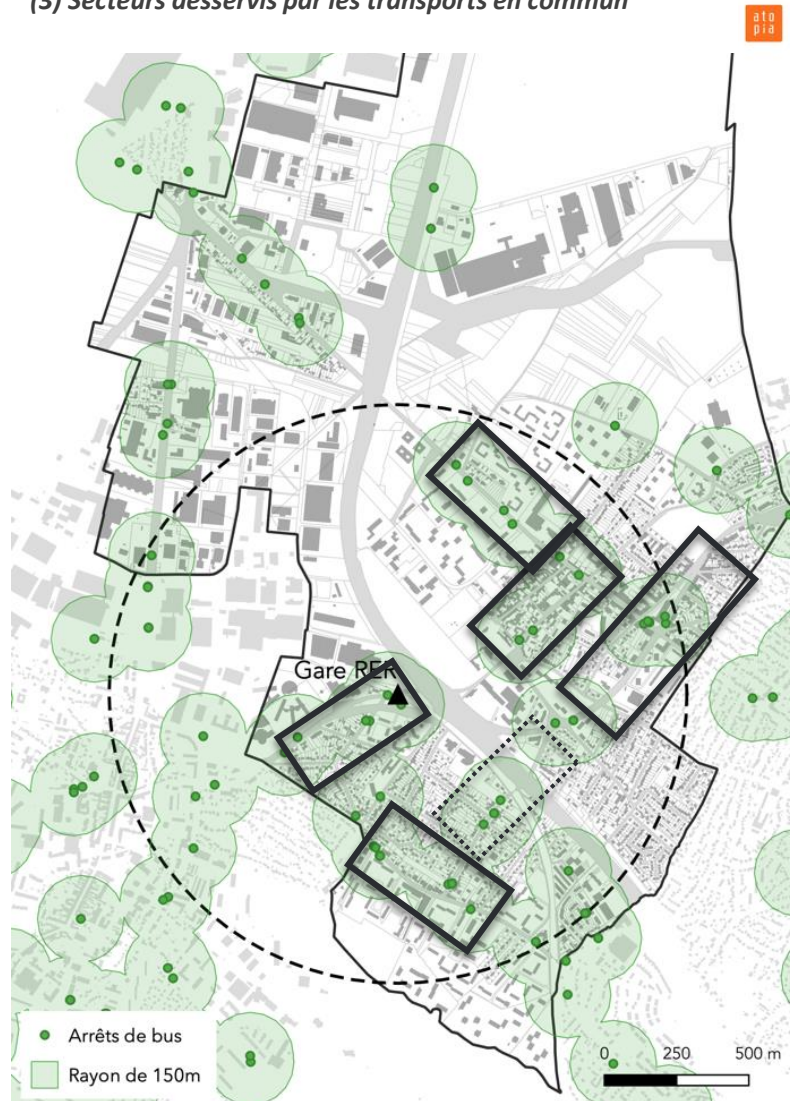 (3) Secteurs desservis par les transports en commun
ato
pia
Gare RER
Arrêts de bus
Rayon de 150m
0 250 500 m